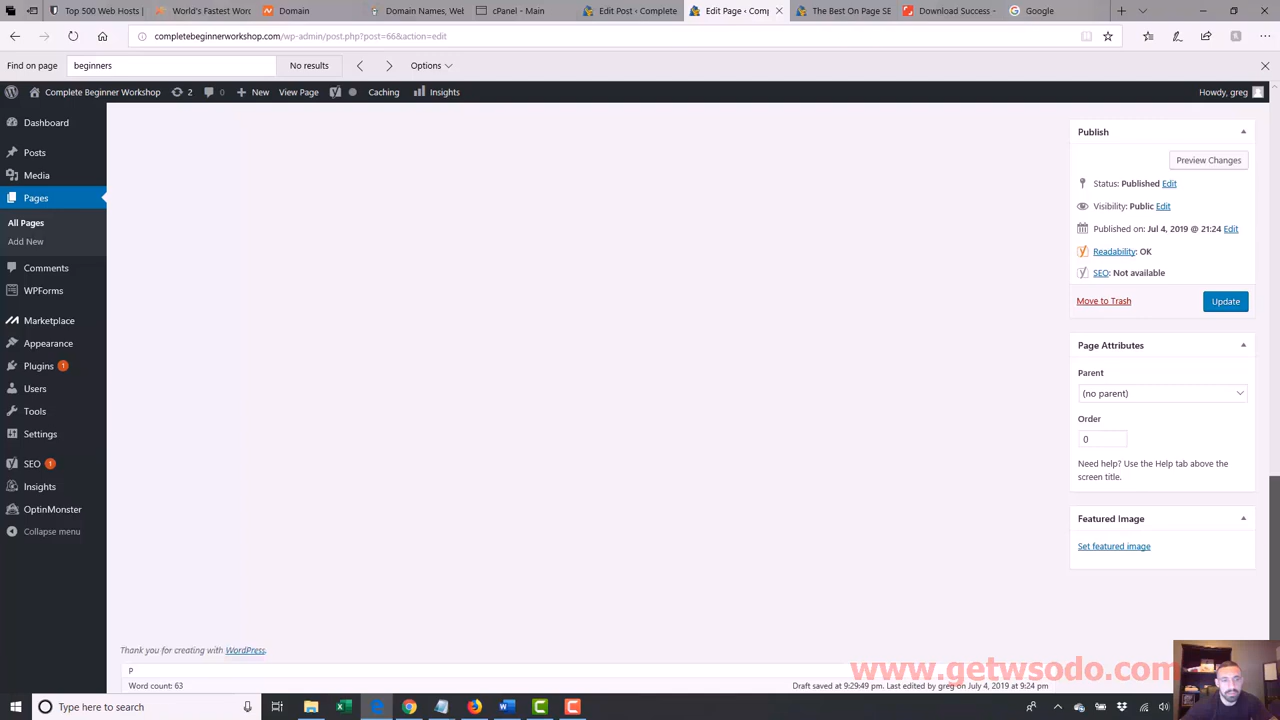 Top 500 Web P
World's Fastest Wor
Domain
Domain Names, Web
cPanel - Main
Edit Post ‹ Complete
Edit Page ‹ Comp
The Best On Page SE
Download Success -
Google
completebeginnerworkshop.com/wp-admin/post.php?post=66&action=edit
Find on page
beginners
No results
Options
Complete Beginner Workshop
2
0
New
View Page
Caching
Insights
Howdy, greg
Dashboard
Posts
Media
Pages
All Pages
Add New
Comments
WPForms
Marketplace
Appearance
Plugins 1
Users
Tools
Settings
SEO 1
Insights
OptinMonster
Collapse menu
Publish
Preview Changes
Status: Published Edit
Visibility: Public Edit
Published on: Jul 4, 2019 @ 21:24 Edit
Readability: OK
SEO: Not available
Move to Trash
Update
Page Attributes
Parent
(no parent)
Order
0
Need help? Use the Help tab above the
screen title.
Featured Image
Set featured image
Thank you for creating with WordPress.
P
Word count: 63
Draft saved at 9:29:49 pm. Last edited by greg on July 4, 2019 at 9:24 pm
www.getwsodo.com
Type here to search